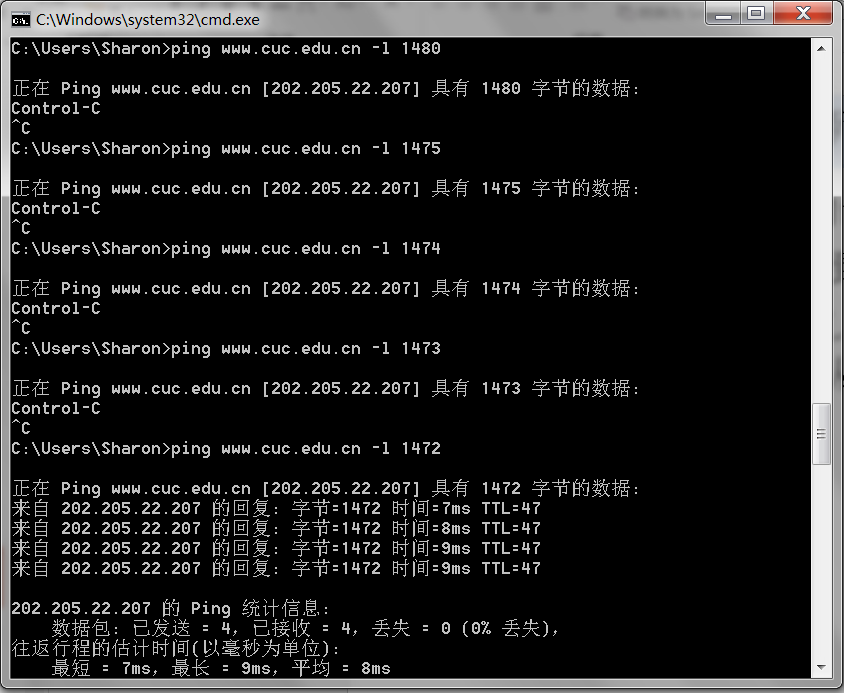 C:\Windows\system32\cmd.exe
C:\Users\Sharon>ping www.cuc.edu.cn -l 1480
正在 Ping www.cuc.edu.cn [202.205.22.207] 具有 1480 字节的数据:
Control-C
^C
C:\Users\Sharon>ping www.cuc.edu.cn -l 1475
正在 Ping www.cuc.edu.cn [202.205.22.207] 具有 1475 字节的数据:
Control-C
^C
C:\Users\Sharon>ping www.cuc.edu.cn -l 1474
正在 Ping www.cuc.edu.cn [202.205.22.207] 具有 1474 字节的数据:
Control-C
^C
C:\Users\Sharon>ping www.cuc.edu.cn -l 1473
正在 Ping www.cuc.edu.cn [202.205.22.207] 具有 1473 字节的数据:
Control-C
^C
C:\Users\Sharon>ping www.cuc.edu.cn -l 1472
正在 Ping www.cuc.edu.cn [202.205.22.207] 具有 1472 字节的数据:
来自 202.205.22.207 的回复: 字节=1472 时间=7ms TTL=47
来自 202.205.22.207 的回复: 字节=1472 时间=8ms TTL=47
来自 202.205.22.207 的回复: 字节=1472 时间=9ms TTL=47
来自 202.205.22.207 的回复: 字节=1472 时间=9ms TTL=47
202.205.22.207 的 Ping 统计信息:
数据包: 已发送 = 4，已接收 = 4，丢失 = 0 (0% 丢失)，
往返行程的估计时间(以毫秒为单位):
最短 = 7ms，最长 = 9ms，平均 = 8ms